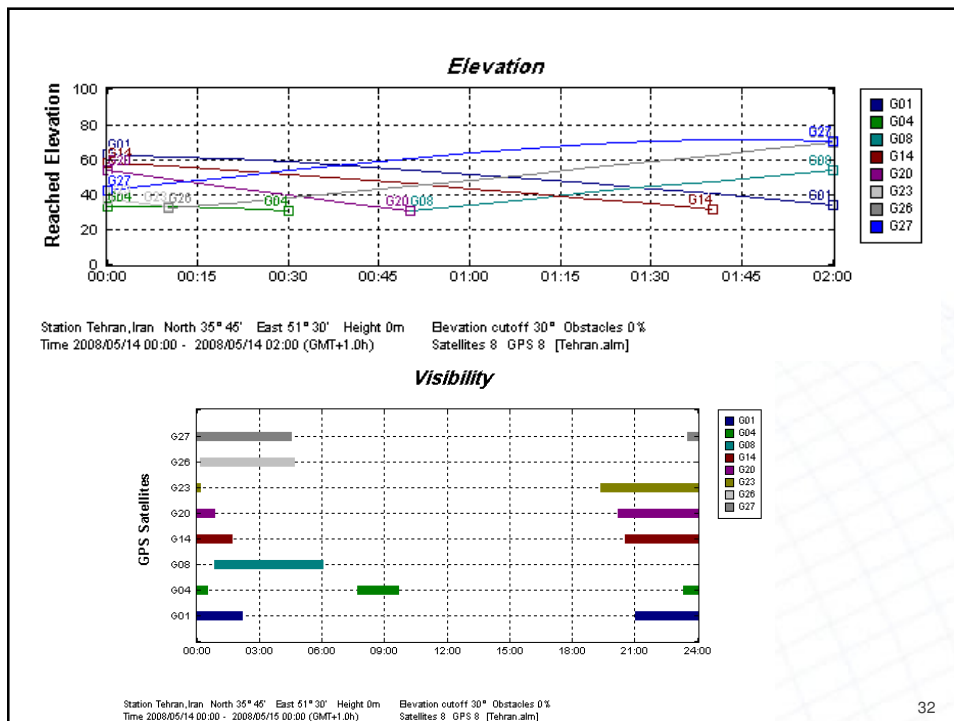 Elevation
Reached Elevation
100
80
60
40
20
0
G01
G14
G20
G27
G04
G23
G26
G04
G20
G08
G14
G27
G08
G01
00:00 00:15 00:30 00:45 01:00 01:15 01:30 01:45 02:00
G01
G04
G08
G14
G20
G23
G26
G27
Station Tehran,Iran North 35° 45' East 51° 30' Height 0m Elevation cutoff 30° Obstacles 0%
Time 2008/05/14 00:00 - 2008/05/14 02:00 (GMT+1.0h) Satellites 8 GPS 8 [Tehran.alm]
Visibility
GPS Satellites
G27
G26
G23
G20
G14
G08
G04
G01
00:00 03:00 06:00 09:00 12:00 15:00 18:00 21:00 24:00
G01
G04
G08
G14
G20
G23
G26
G27
Station Tehran,Iran North 35° 45' East 51° 30' Height 0m Elevation cutoff 30° Obstacles 0%
Time 2008/05/14 00:00 - 2008/05/15 00:00 (GMT+1.0h) Satellites 8 GPS 8 [Tehran.alm]
32